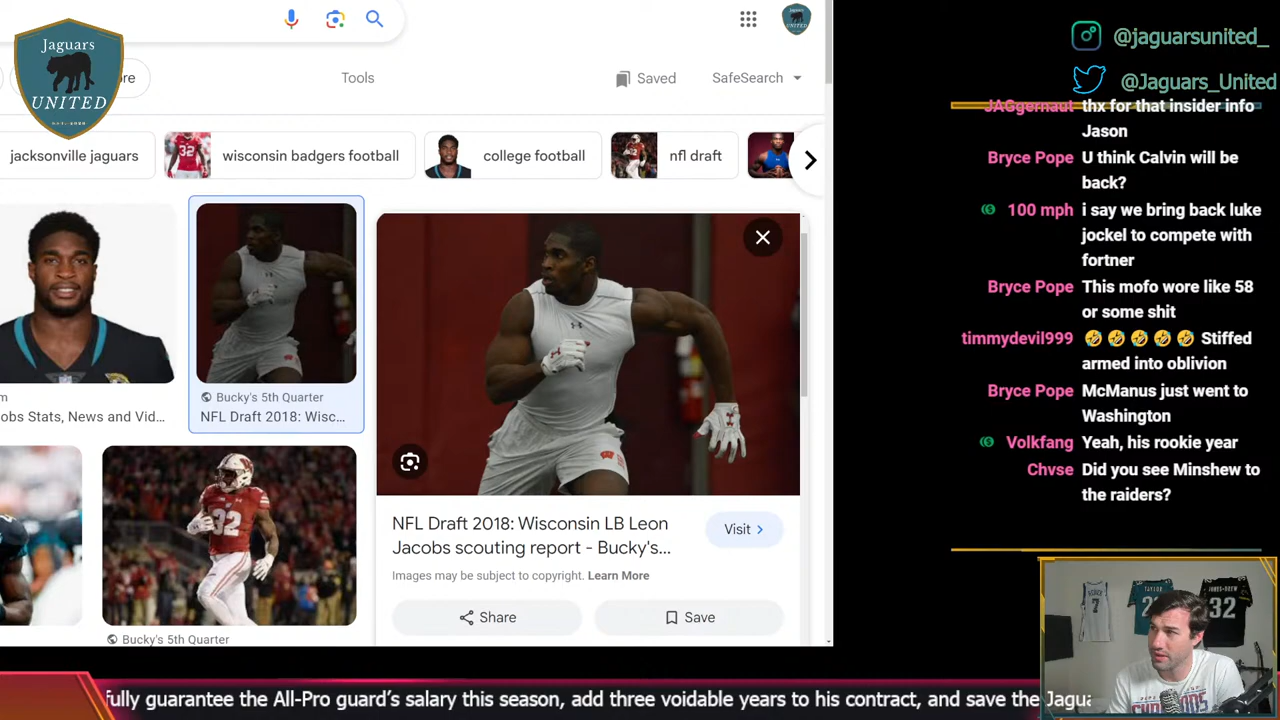 Jaguars
UNITED
ore
Tools
Saved
SafeSearch
jacksonville jaguars
wisconsin badgers football
college football
nfl draft
m
obs Stats, News and Vid...
Bucky's 5th Quarter
NFL Draft 2018: Wisc...
32
Bucky's 5th Quarter
NFL Draft 2018: Wisconsin LB Leon
Jacobs scouting report - Bucky's...
Visit
Images may be subject to copyright. Learn More
Share
Save
@jaguarsunited_
@Jaguars_United
JAGgernaut thx for that insider info
Jason
Bryce Pope U think Calvin will be
back?
100 mph i say we bring back luke
jockel to compete with
fortner
Bryce Pope This mofo wore like 58
or some shit
timmydevil999 🤣 🤣 🤣 🤣 🤣 Stiffed
armed into oblivion
Bryce Pope McManus just went to
Washington
Volkfang Yeah, his rookie year
Chvse Did you see Minshew to
the raiders?
7
TAYLOR
JONES-DREW
32
fully guarantee the All-Pro guard's salary this season, add three voidable years to his contract, and save the Jagua